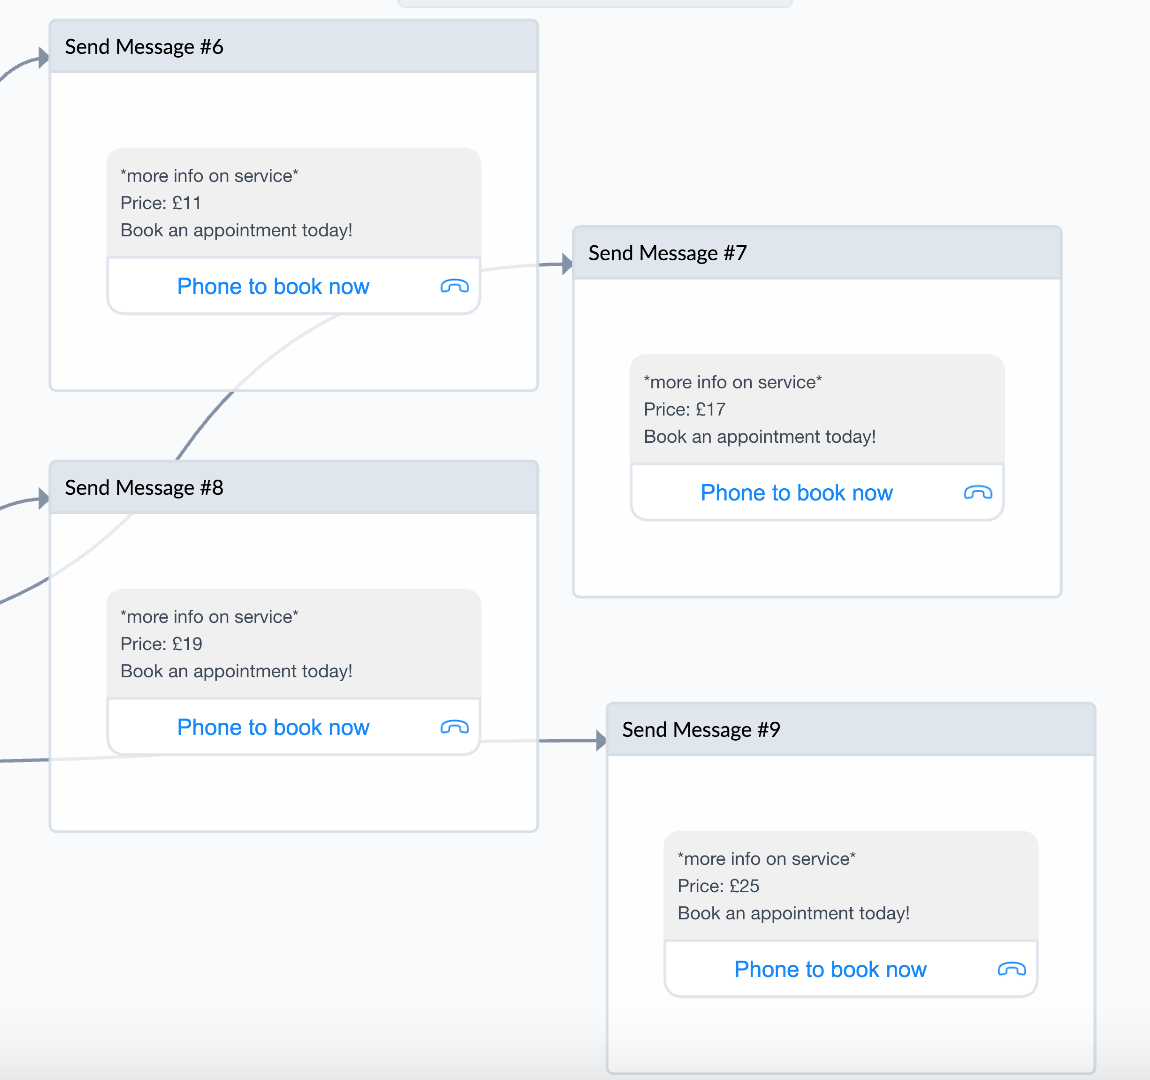 Send Message #6
*more info on service*
Price: £11
Book an appointment today!
Phone to book now
Send Message #7
*more info on service*
Price: £17
Book an appointment today!
Phone to book now
Send Message #8
*more info on service*
Price: £19
Book an appointment today!
Phone to book now
Send Message #9
*more info on service*
Price: £25
Book an appointment today!
Phone to book now